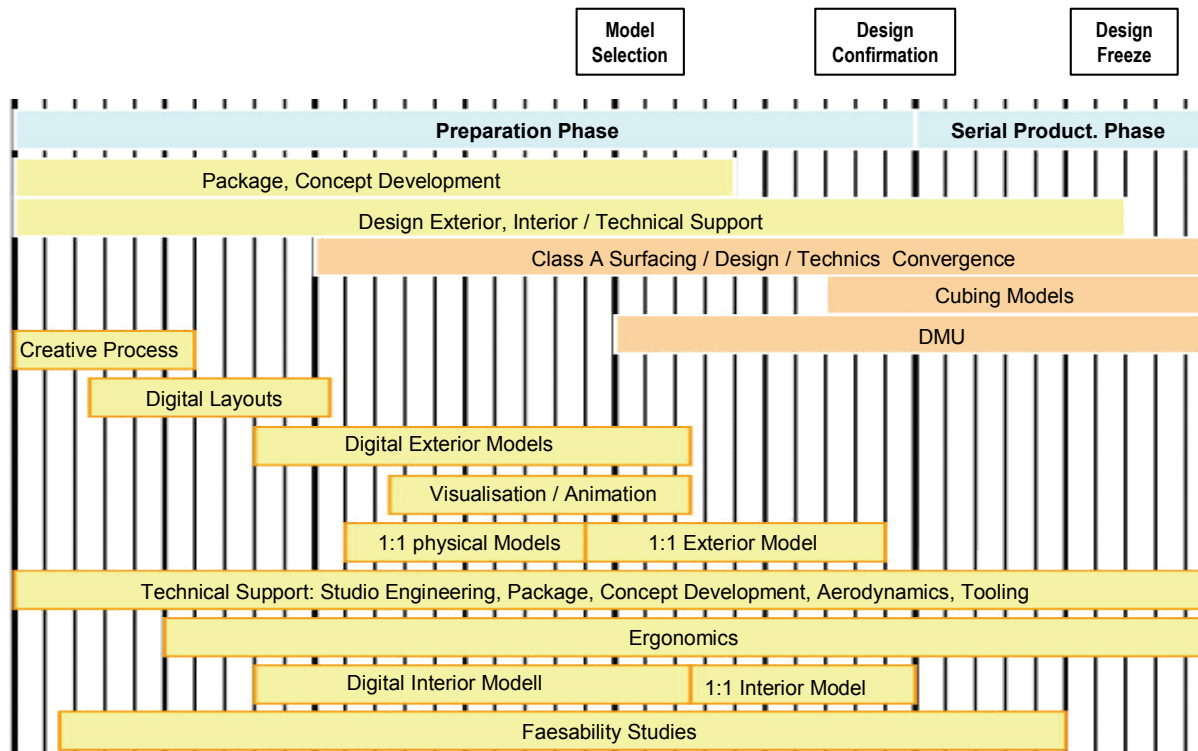 Model
Selection
Design
Confirmation
Design
Freeze
Preparation Phase
Serial Product. Phase
Package, Concept Development
Design Exterior, Interior / Technical Support
Class A Surfacing / Design / Technics Convergence
Cubing Models
DMU
Creative Process
Digital Layouts
Digital Exterior Models
Visualisation / Animation
1:1 physical Models
1:1 Exterior Model
Technical Support: Studio Engineering, Package, Concept Development, Aerodynamics, Tooling
Ergonomics
Digital Interior Modell
1:1 Interior Model
Faesability Studies